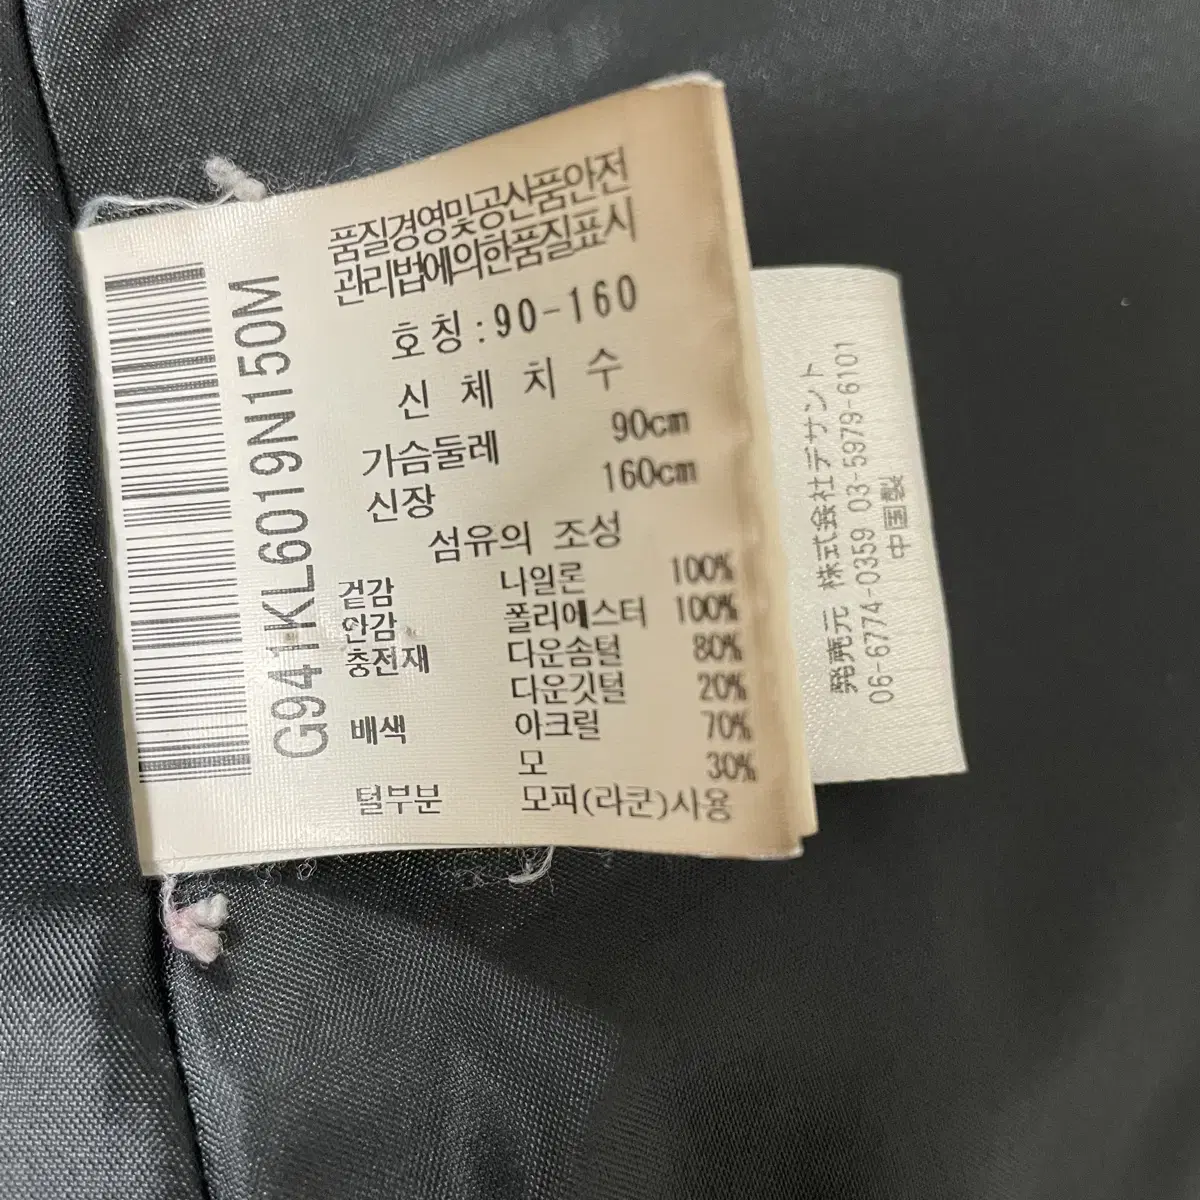 품질경영및공산품안전
관리법에의한품질표시
호칭:90-160
신체치수
가슴둘레 90cm
신장 160cm
섬유의 조성
겉감 나일론 100%
안감 폴리에스터 100%
충전재 다운솜털 80%
다운깃털 20%
배색 아크릴 70%
모 30%
털부분 모피(라쿤)사용
G941KL6019N150M
発売元 株式会社デサント
06-6774-0359 03-5979-6101
中国製